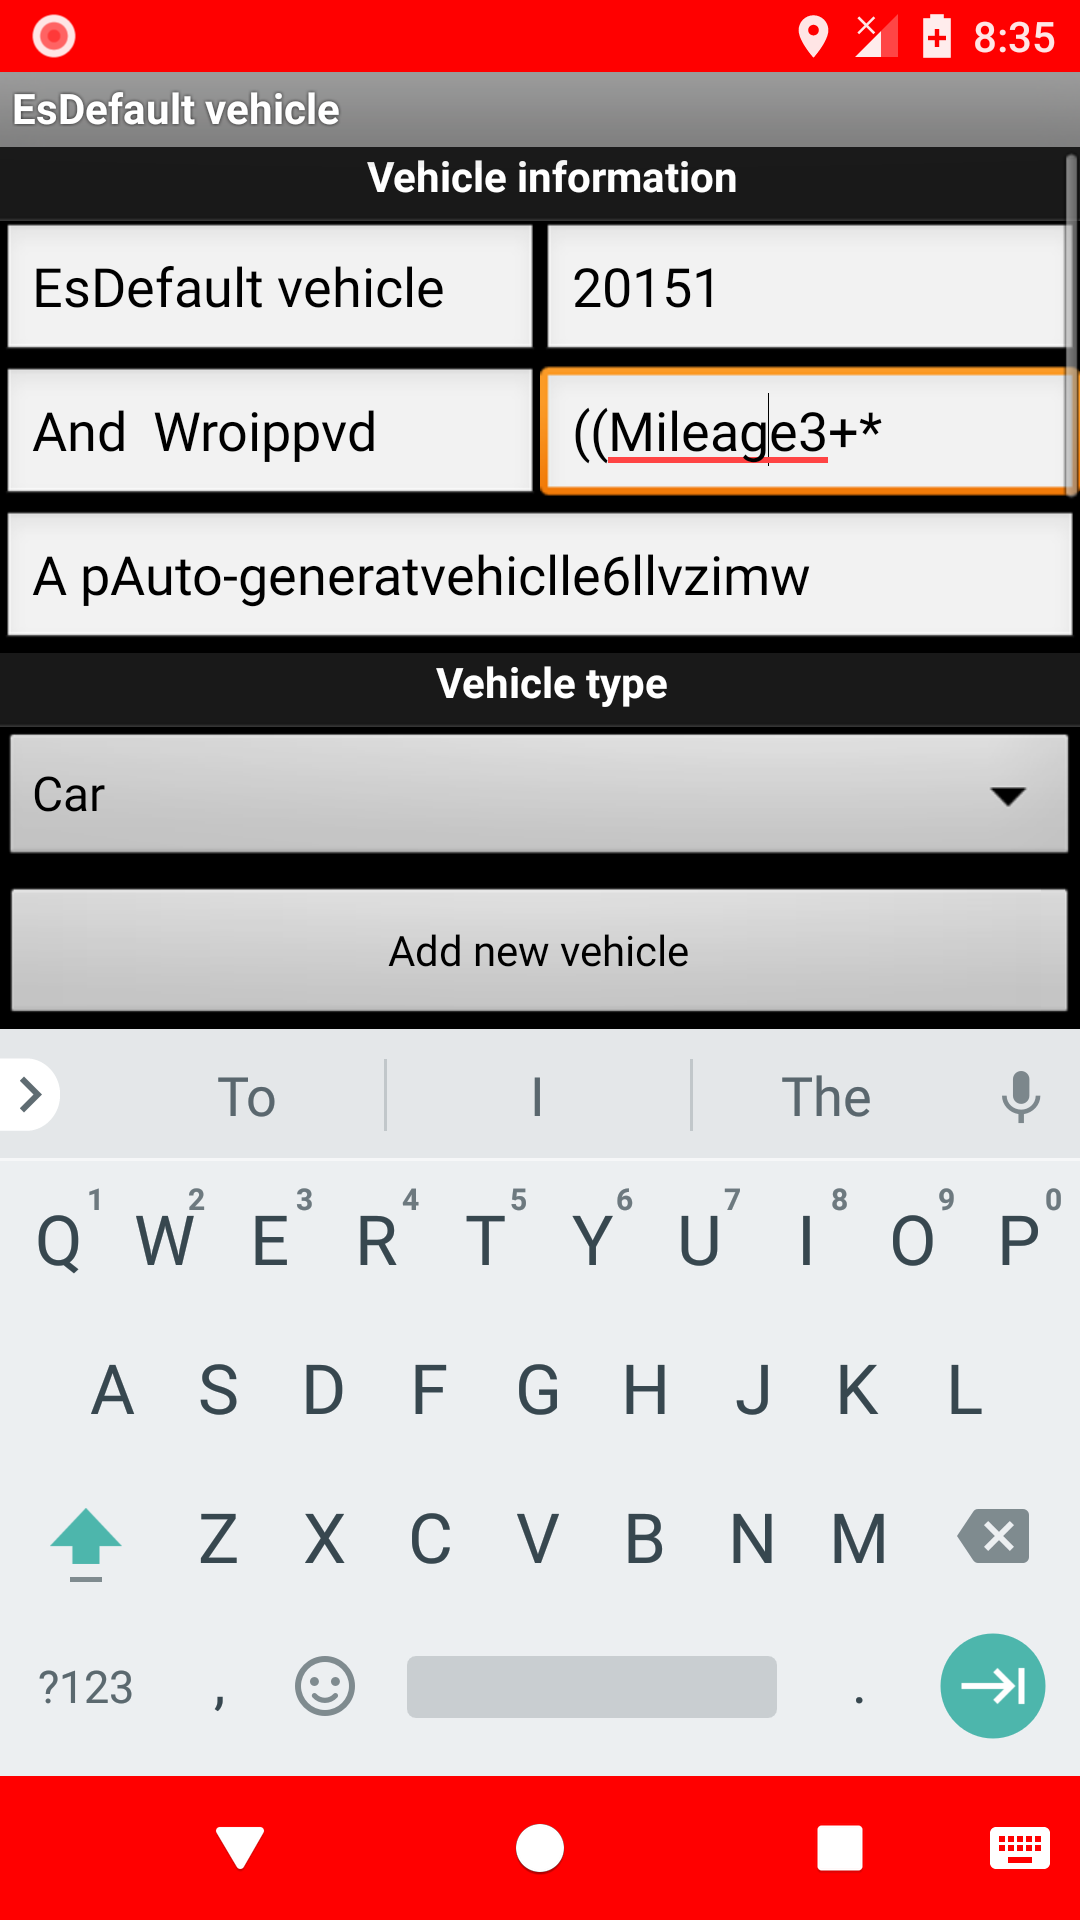 8:35
EsDefault vehicle
Vehicle information
EsDefault vehicle 20151
And  Wroippvd ((Mileage3+*
A pAuto-generatvehiclle6llvzimw
Vehicle type
Car
Add new vehicle
To I The
1 2 3 4 5 6 7 8 9 0
Q W E R T Y U I O P
A S D F G H J K L
Z X C V B N M
?123 , .